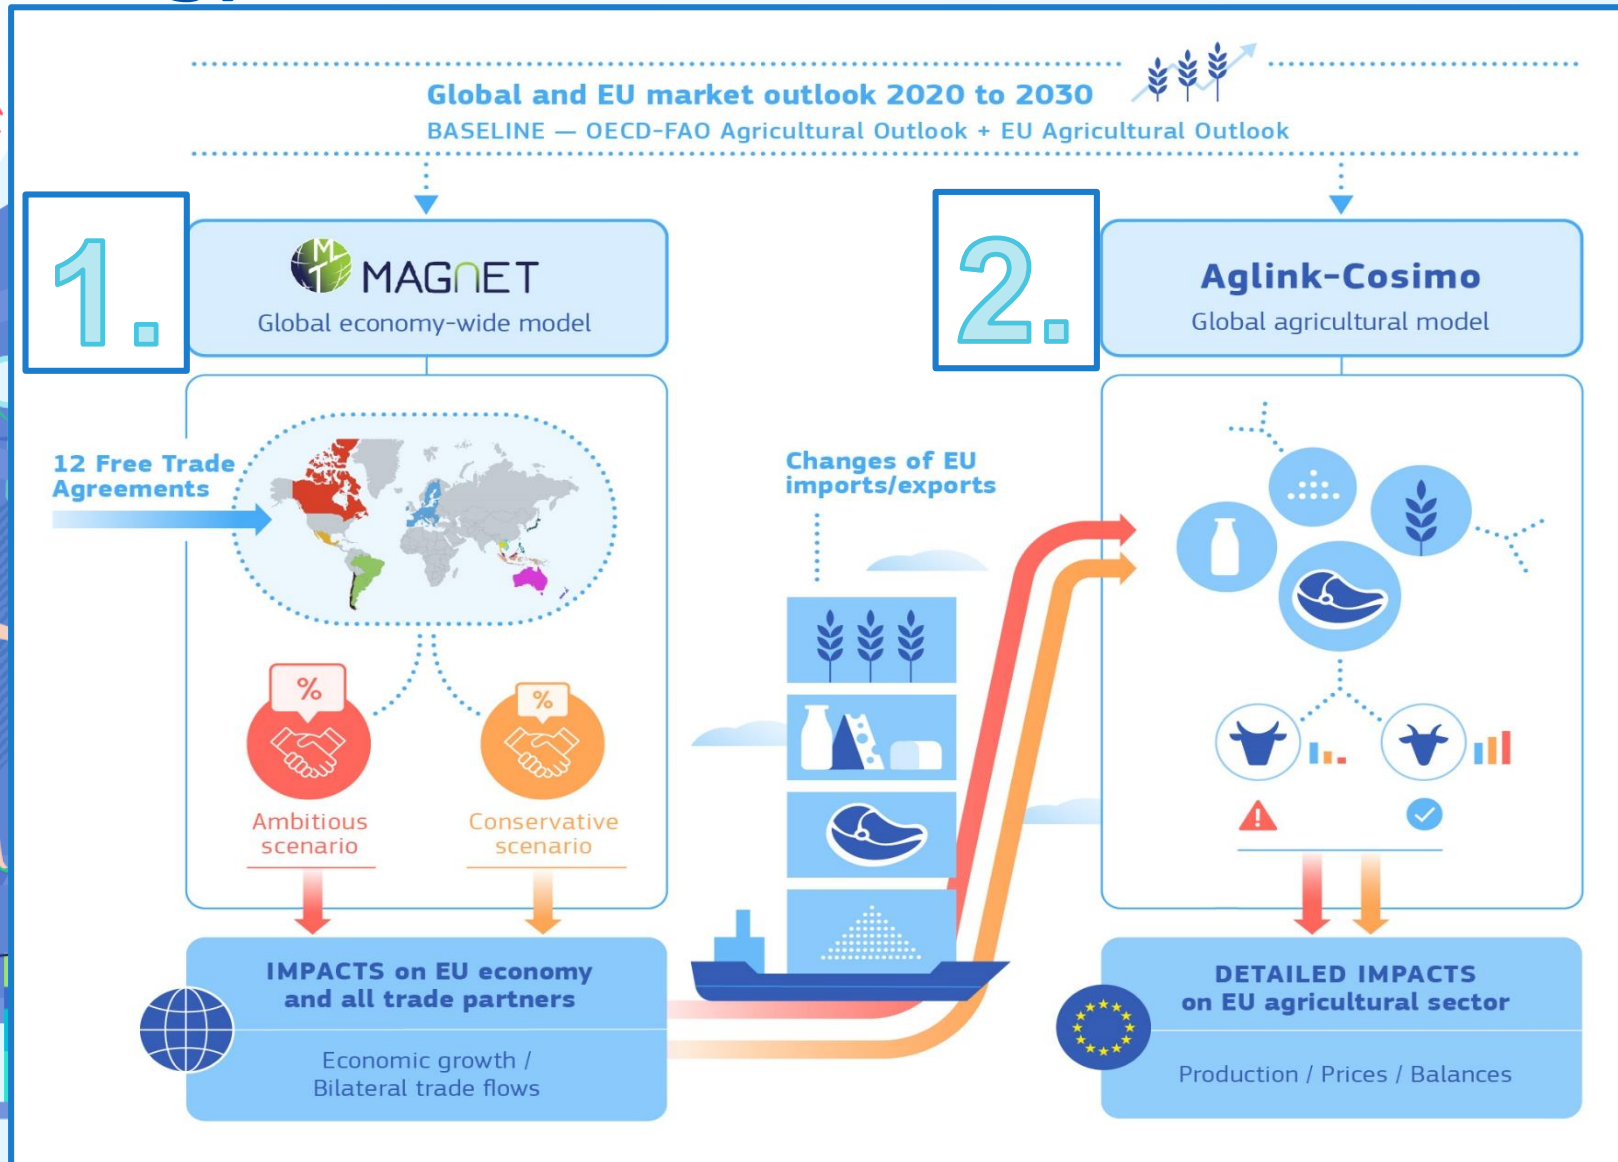 Global and EU market outlook 2020 to 2030
BASELINE — OECD-FAO Agricultural Outlook + EU Agricultural Outlook
1.
MAGNET
Global economy-wide model
12 Free Trade
Agreements
%
%
Ambitious
scenario
Conservative
scenario
IMPACTS on EU economy
and all trade partners
Economic growth /
Bilateral trade flows
Changes of EU
imports/exports
2.
Aglink-Cosimo
Global agricultural model
DETAILED IMPACTS
on EU agricultural sector
Production / Prices / Balances